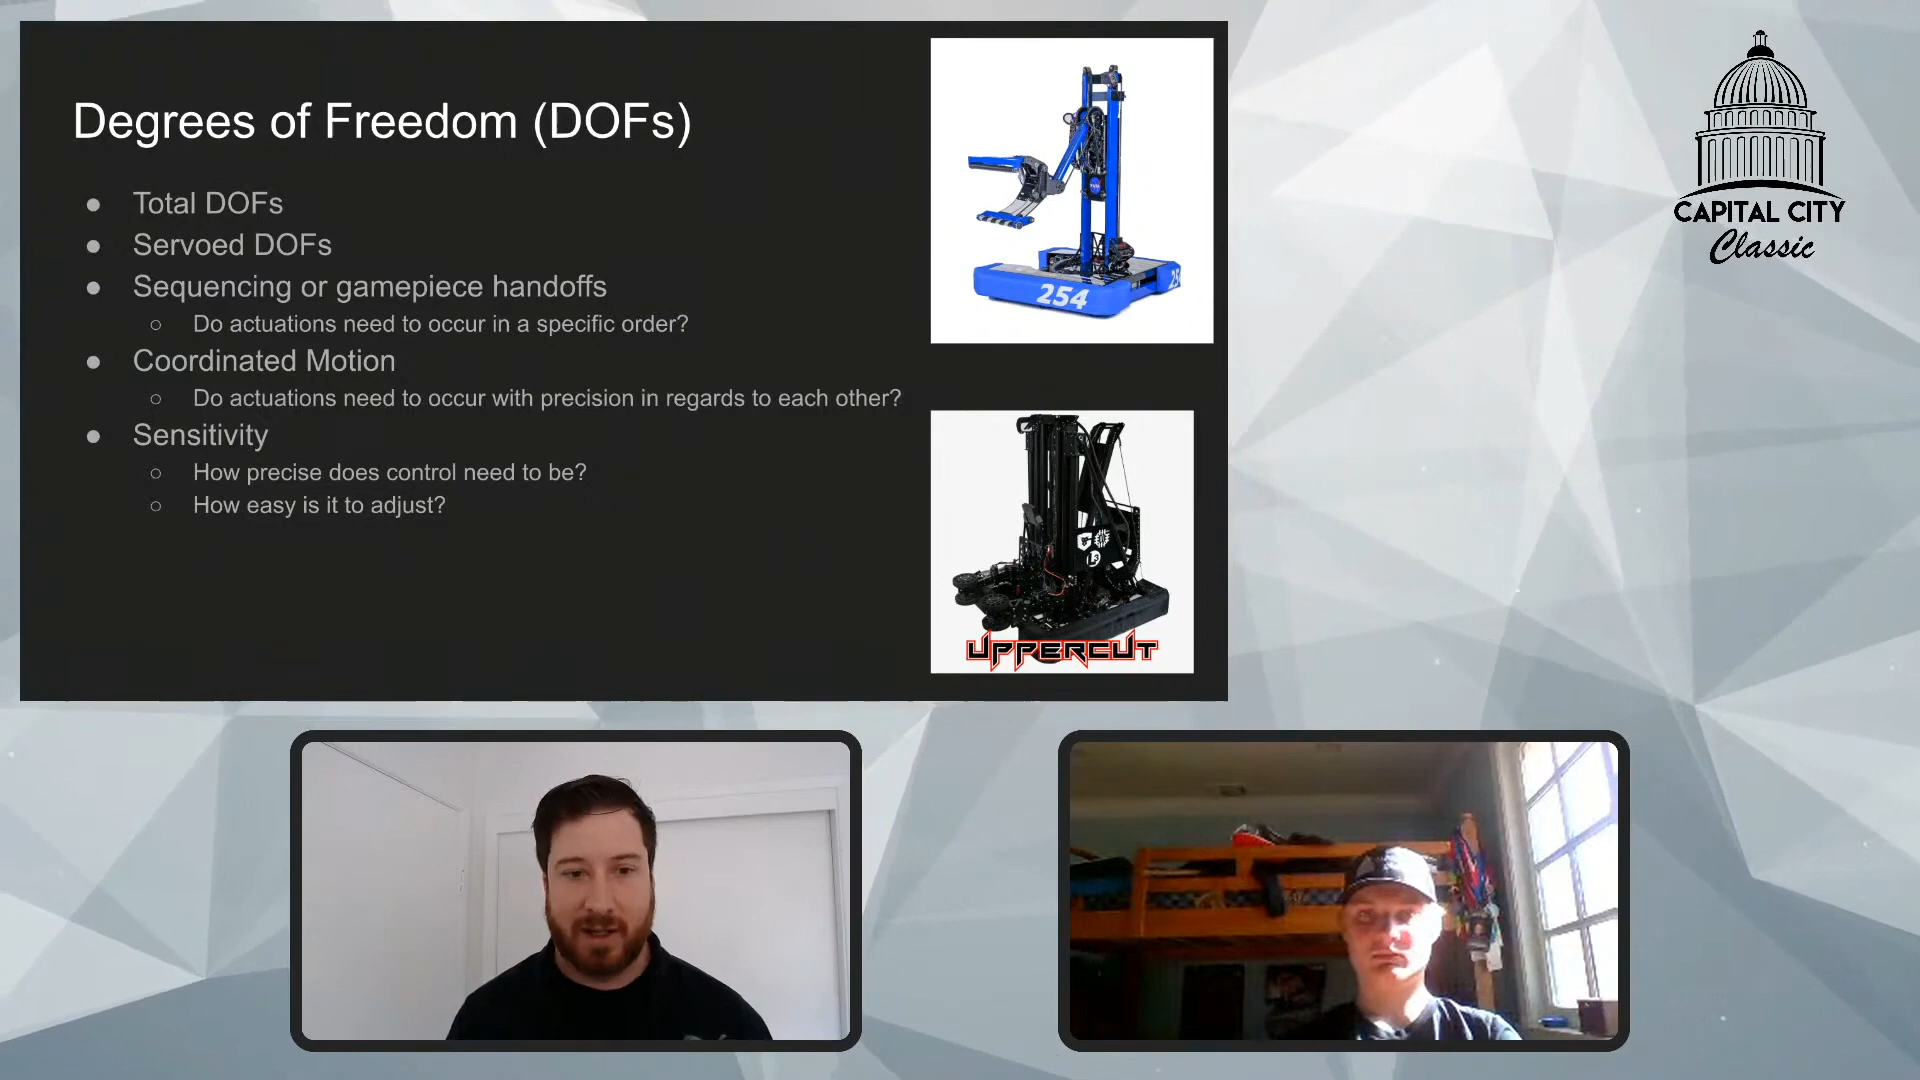 Degrees of Freedom (DOFs)
● Total DOFs
● Servoed DOFs
● Sequencing or gamepiece handoffs
○ Do actuations need to occur in a specific order?
● Coordinated Motion
○ Do actuations need to occur with precision in regards to each other?
● Sensitivity
○ How precise does control need to be?
○ How easy is it to adjust?
254
25
UPPERCUT
CAPITAL CITY
Classic